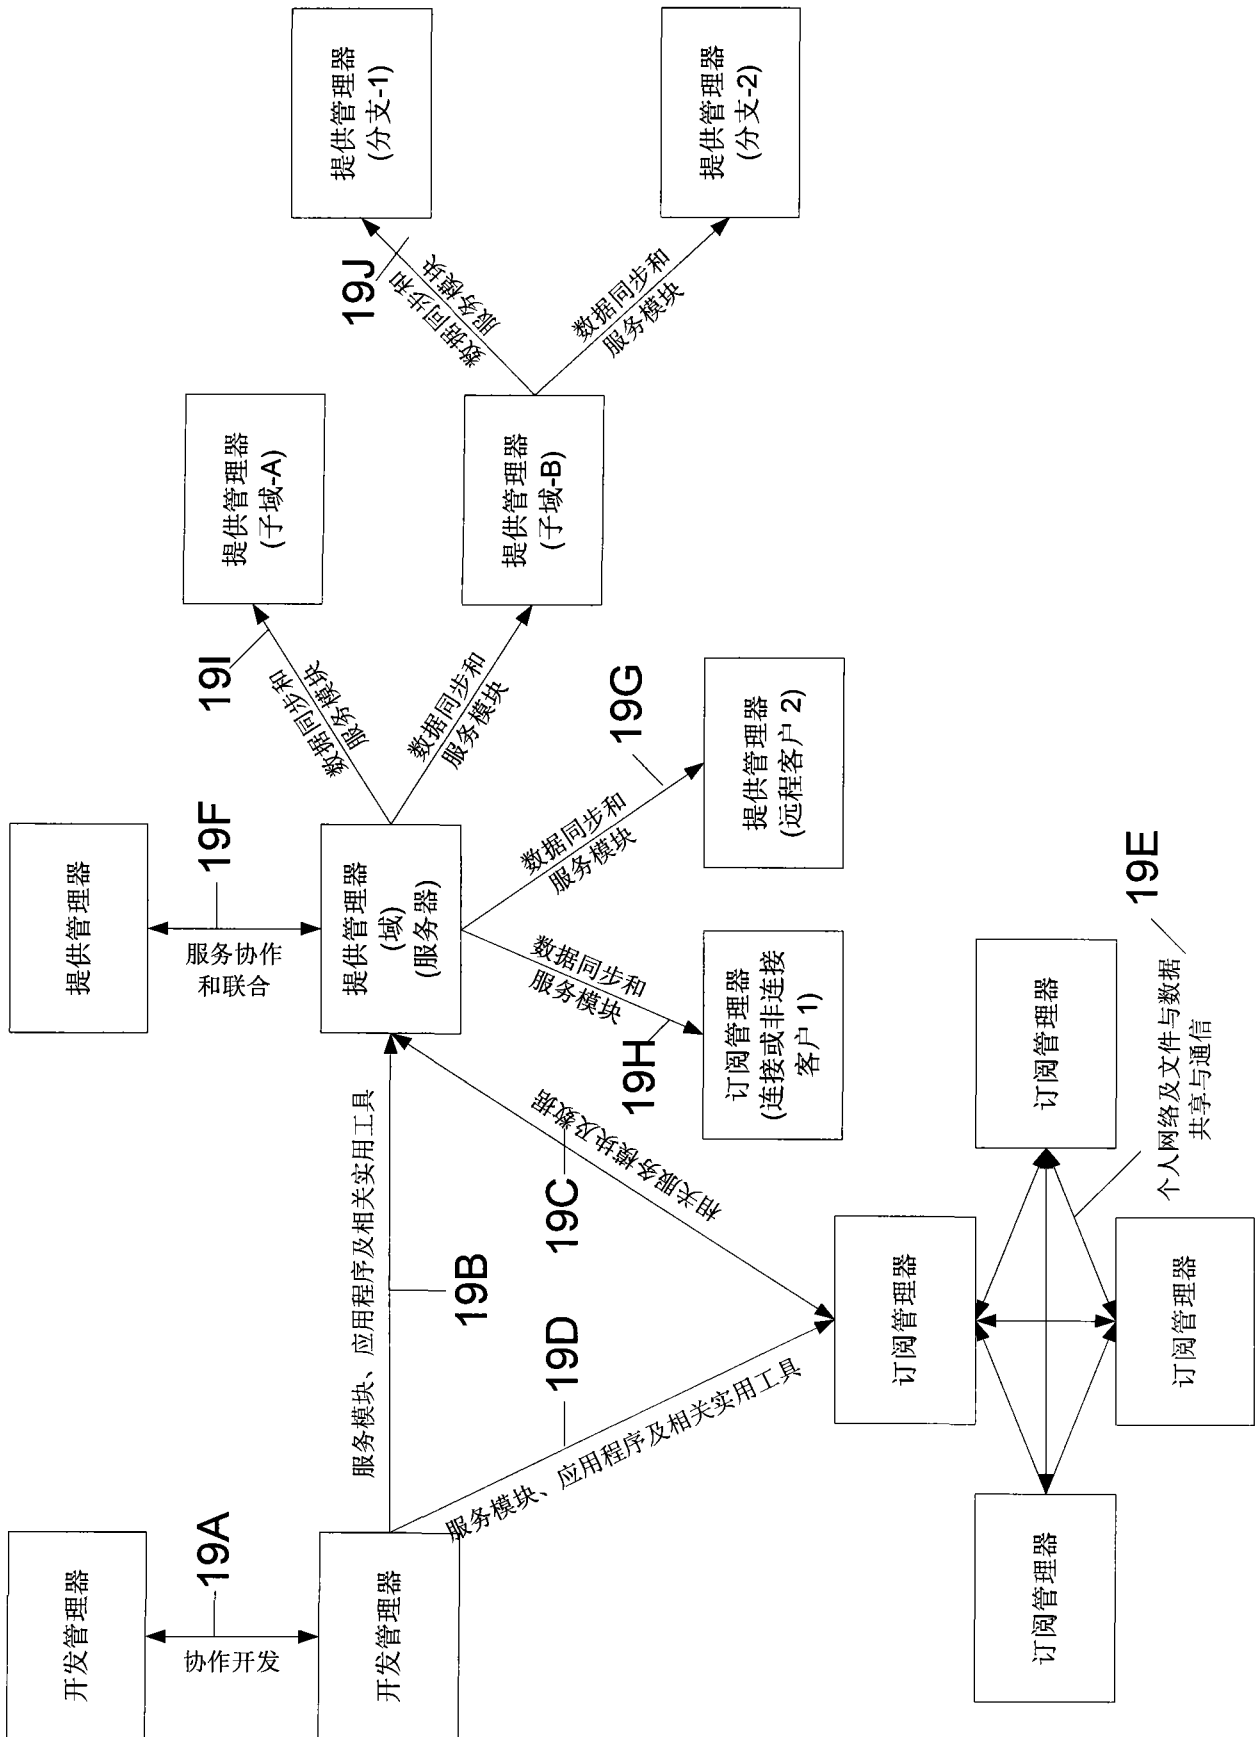 开发管理器
19A
协作开发
开发管理器
服务模块、应用程序及相关实用工具
19B
19D
服务模块、应用程序及相关实用工具
提供管理器
19F
服务协作
和联合
提供管理器
(域)
(服务器)
19C
相关服务模块及数据
19I
数据同步和
服务模块
提供管理器
(子域-A)
数据同步和
服务模块
提供管理器
(子域-B)
19J
数据同步和
服务模块
提供管理器
(分支-1)
数据同步和
服务模块
提供管理器
(分支-2)
数据同步和
服务模块
19G
提供管理器
(远程客户 2)
数据同步和
服务模块
19H
订阅管理器
(连接或非连接
客户 1)
订阅管理器
订阅管理器
订阅管理器
订阅管理器
个人网络及文件与数据
共享与通信
19E